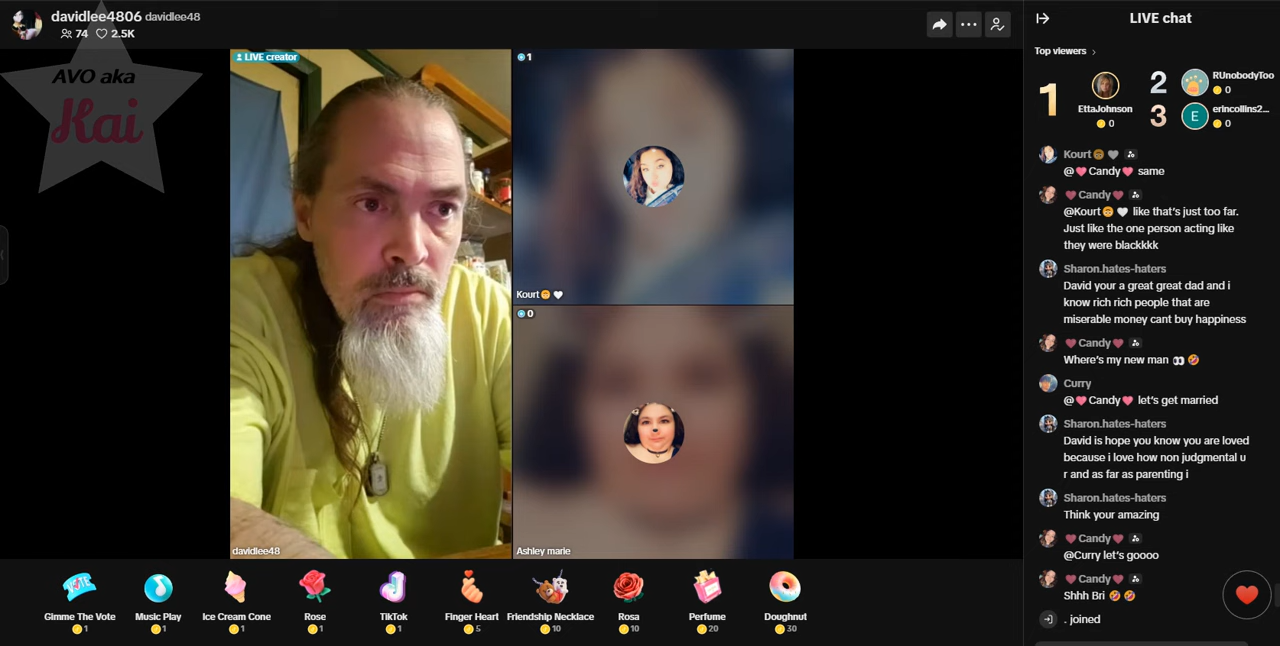 davidlee4806 davidlee48
74 2.5K
AVO aka
Kai
LIVE creator
davidlee48
1
Kourt
0
Ashley marie
Gimme The Vote
1
Music Play
1
Ice Cream Cone
1
Rose
1
TikTok
1
Finger Heart
5
Friendship Necklace
10
Rosa
10
Perfume
20
Doughnut
30
LIVE chat
Top viewers
1
EttaJohnson
0
2
RUnobodyToo
0
3
E
erincollins2...
0
Kourt
@Candy same
Candy
@Kourt like that's just too far.
Just like the one person acting like
they were blackkkk
Sharon.hates-haters
David your a great great dad and i
know rich rich people that are
miserable money cant buy happiness
Candy
Where's my new man
Curry
@Candy let's get married
Sharon.hates-haters
David is hope you know you are loved
because i love how non judgmental u
r and as far as parenting i
Sharon.hates-haters
Think your amazing
Candy
@Curry let's goooo
Candy
Shhh Bri
. joined